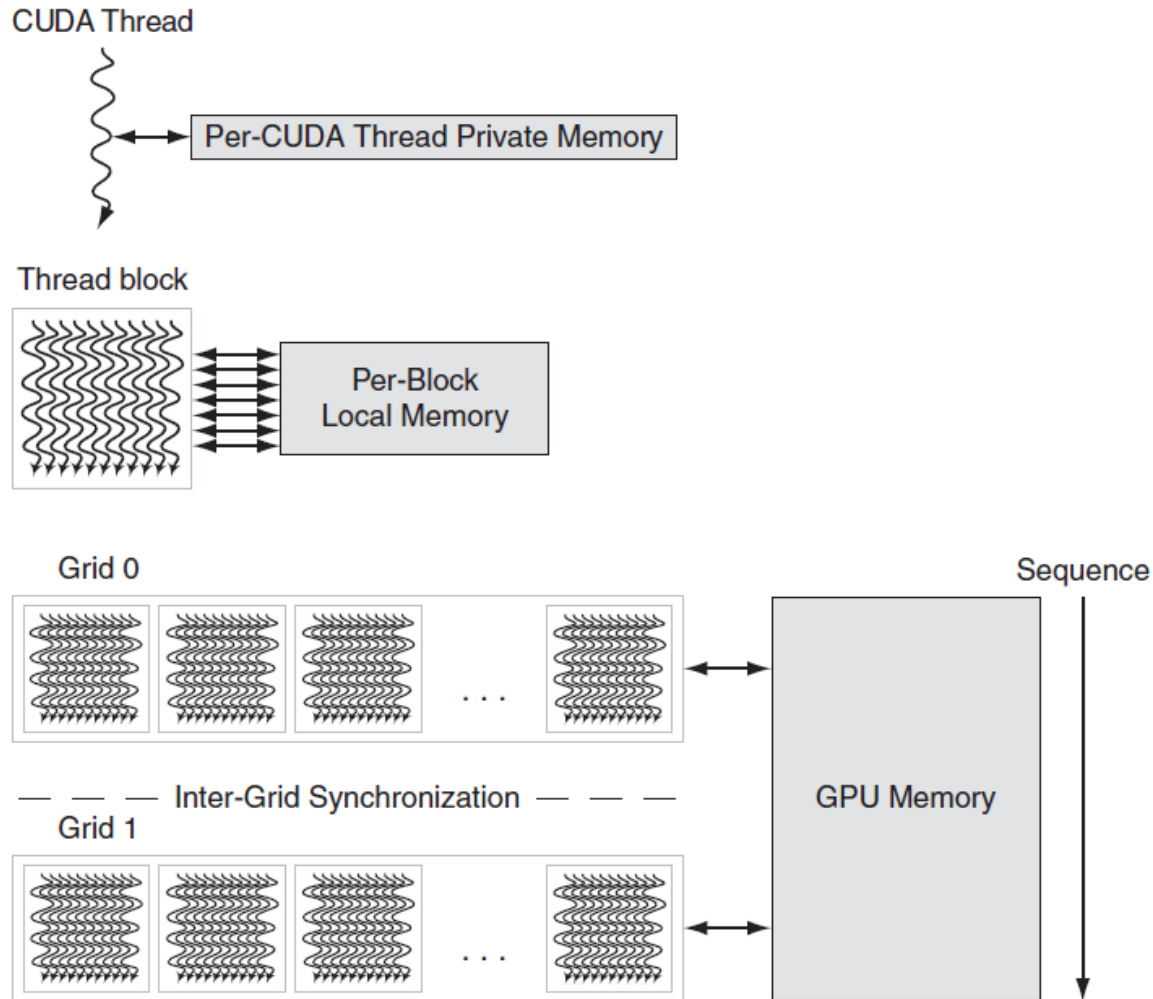 CUDA Thread
Per-CUDA Thread Private Memory
Thread block
Per-Block
Local Memory
Grid 0
Sequence
. . .
Inter-Grid Synchronization
GPU Memory
Grid 1
. . .